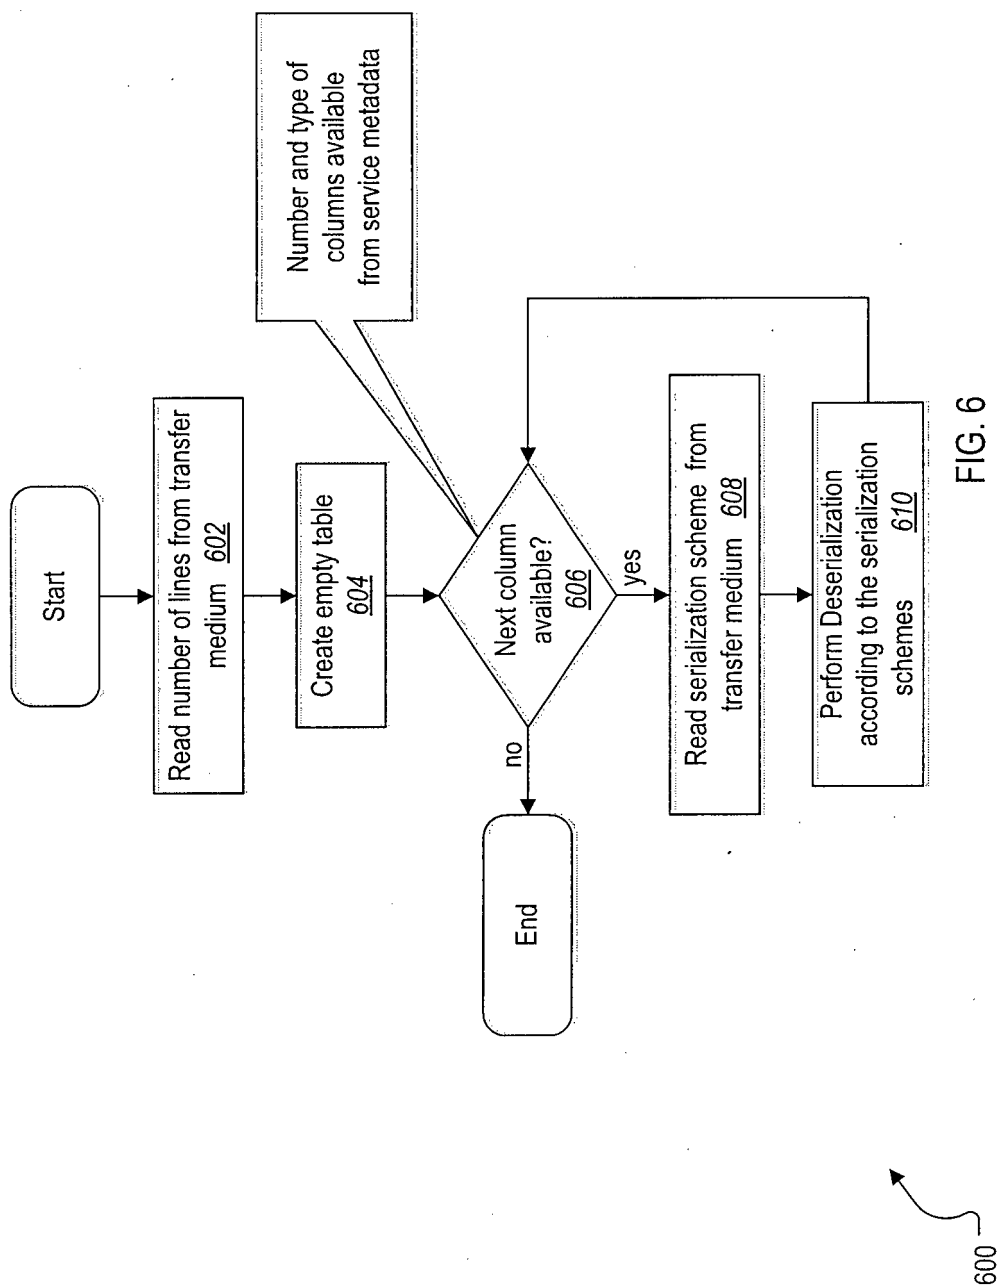 Start
Read number of lines from transfer
medium 602
Create empty table
604
Number and type of
columns available
from service metadata
Next column
available?
606
no
yes
End
Read serialization scheme from
transfer medium 608
Perform Deserialization
according to the serialization
schemes 610
FIG. 6
600